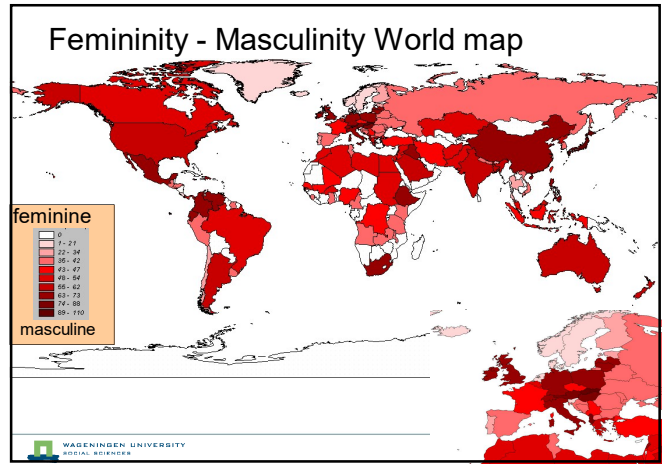 Femininity - Masculinity World map
feminine
0
1 - 21
22 - 34
35 - 42
43 - 47
48 - 54
55 - 62
63 - 73
74 - 88
89 - 110
masculine
WAGENINGEN UNIVERSITY
SOCIAL SCIENCES